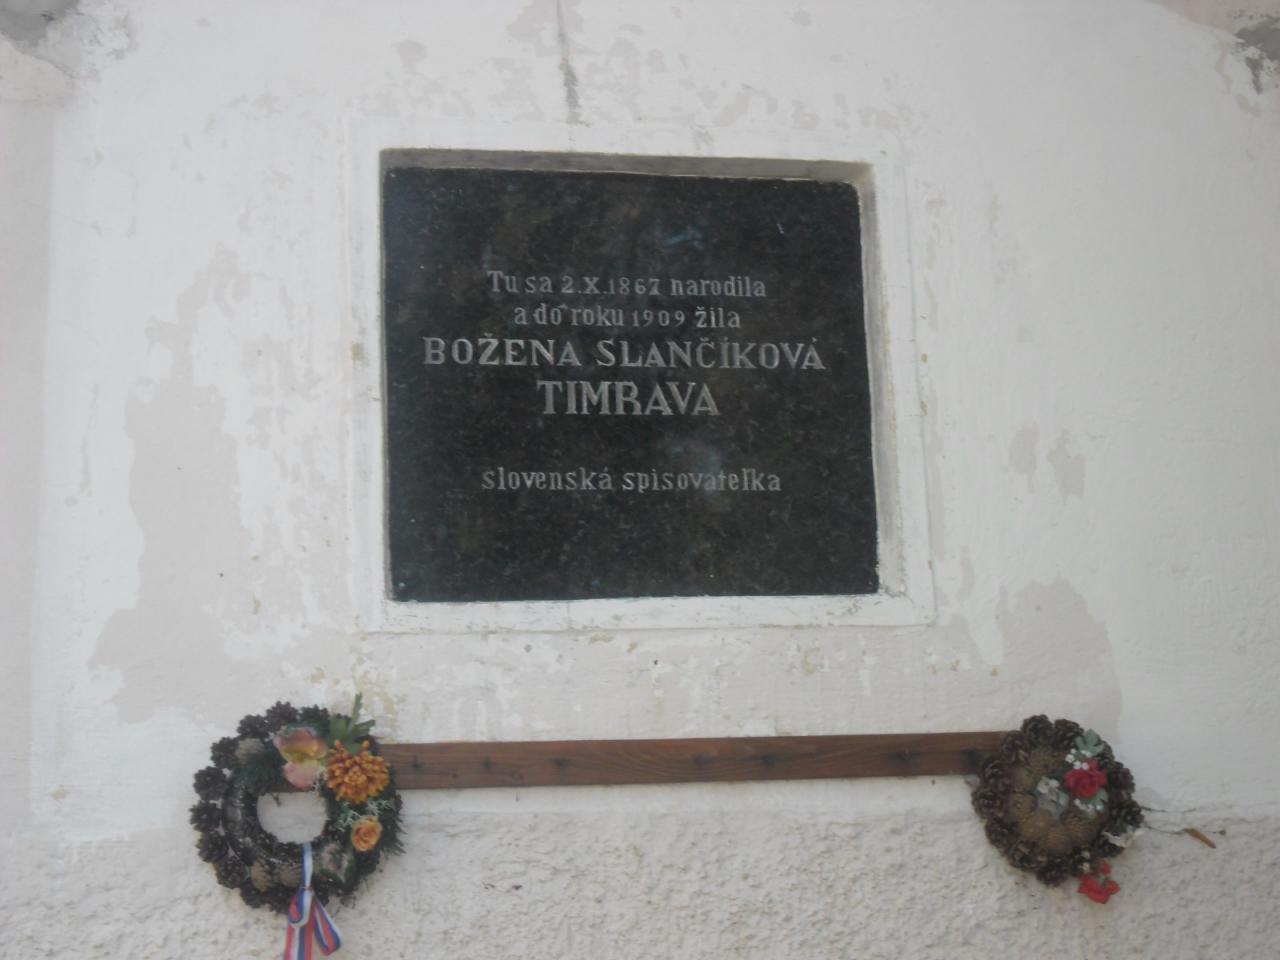 Tu sa 2.X.1867 narodila
a do roku 1909 žila
BOŽENA SLANČÍKOVÁ
TIMRAVA
slovenská spisovateľka